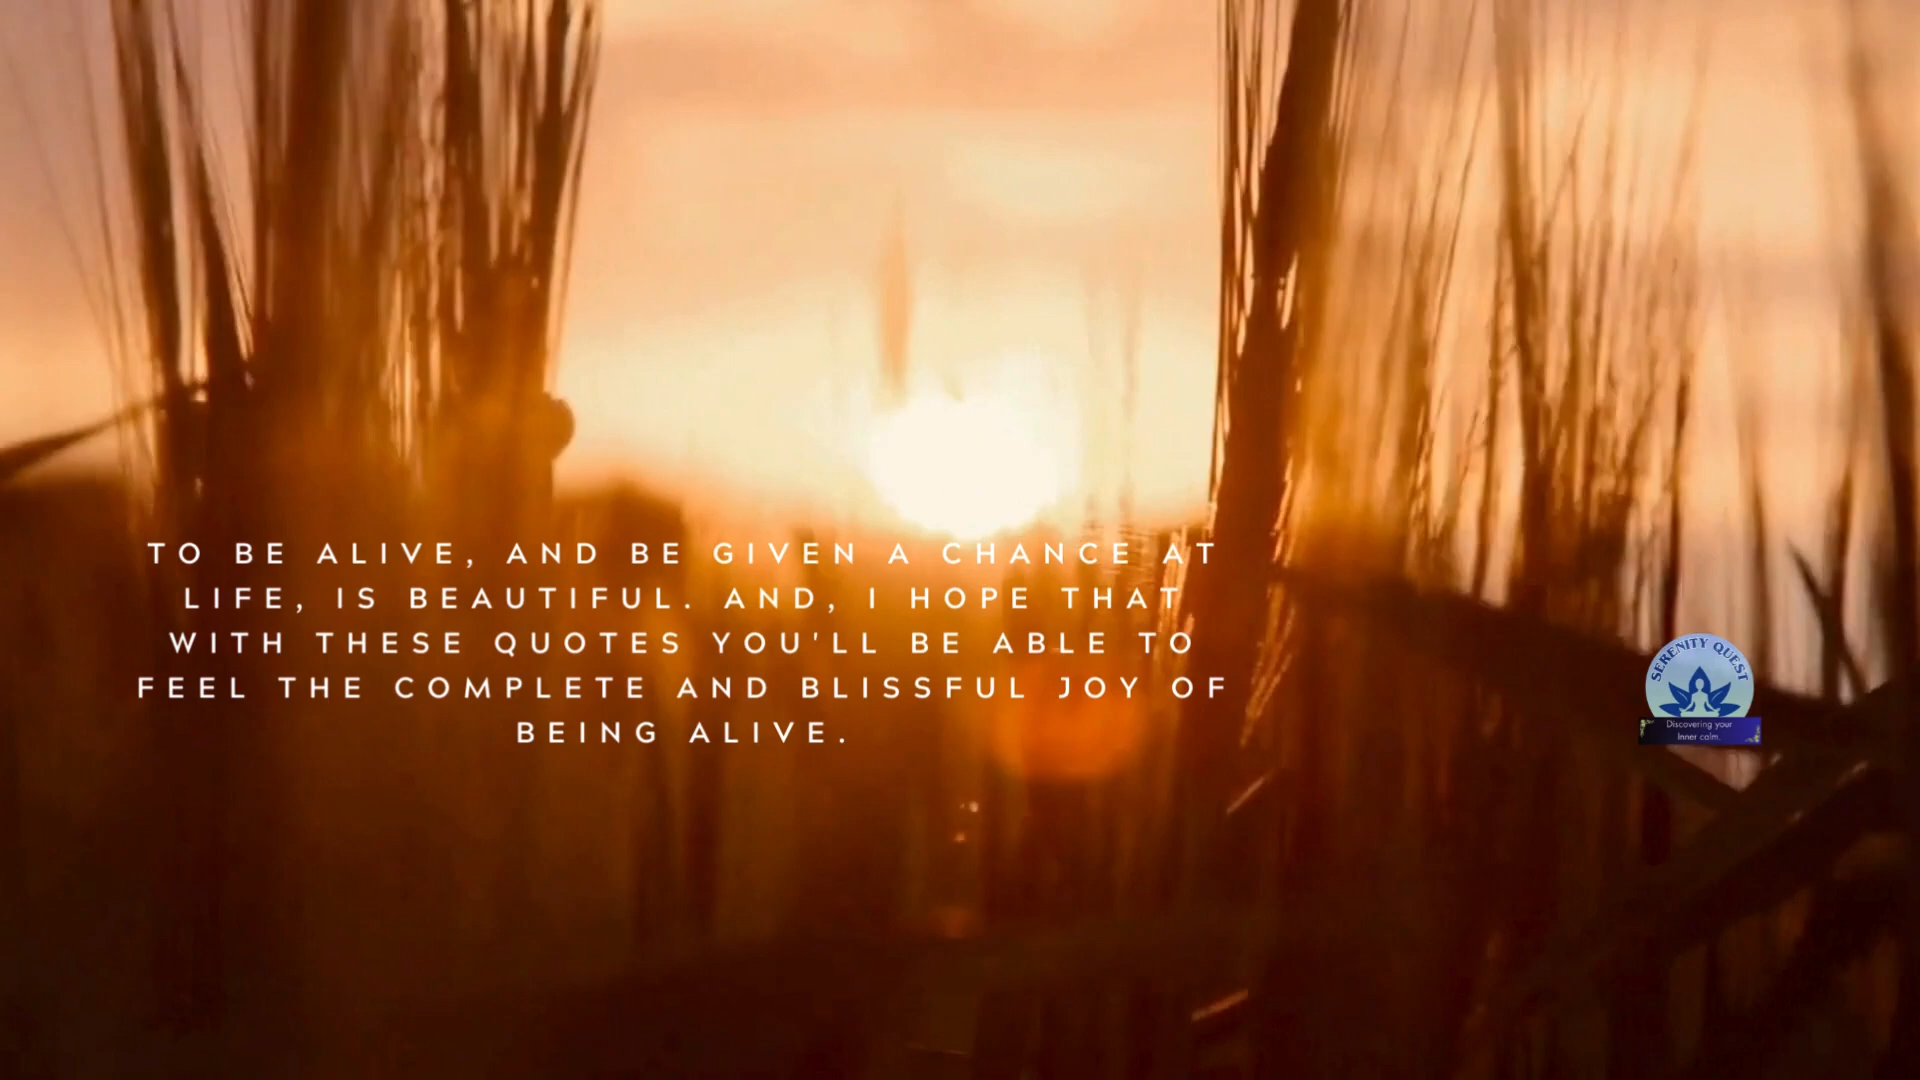 TO BE ALIVE, AND BE GIVEN A CHANCE AT
LIFE, IS BEAUTIFUL. AND, I HOPE THAT
WITH THESE QUOTES YOU'LL BE ABLE TO
FEEL THE COMPLETE AND BLISSFUL JOY OF
BEING ALIVE.
SERENITY QUEST
Discovering your
Inner calm.